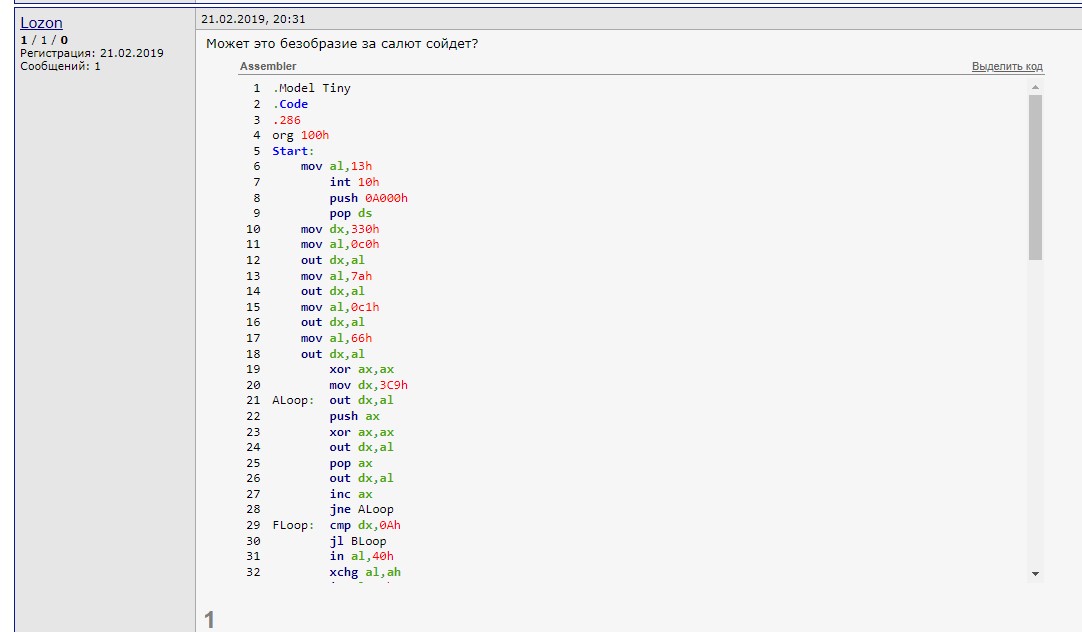 Lozon
1 / 1 / 0
Регистрация: 21.02.2019
Сообщений: 1
21.02.2019, 20:31
Может это безобразие за салют сойдет?
Assembler
Выделить код
1 .Model Tiny
2 .Code
3 .286
4 org 100h
5 Start:
6 mov al,13h
7 int 10h
8 push 0A000h
9 pop ds
10 mov dx,330h
11 mov al,0c0h
12 out dx,al
13 mov al,7ah
14 out dx,al
15 mov al,0c1h
16 out dx,al
17 mov al,66h
18 out dx,al
19 xor ax,ax
20 mov dx,3C9h
21 ALoop: out dx,al
22 push ax
23 xor ax,ax
24 out dx,al
25 pop ax
26 out dx,al
27 inc ax
28 jne ALoop
29 FLoop: cmp dx,0Ah
30 jl BLoop
31 in al,40h
32 xchg al,ah
1